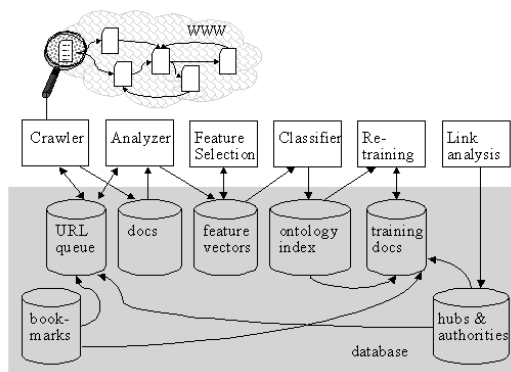 WWW
Crawler
Analyzer
Feature
Selection
Classifier
Re-
training
Link
analysis
URL
queue
docs
feature
vectors
ontology
index
training
docs
book-
marks
hubs &
authorities
database